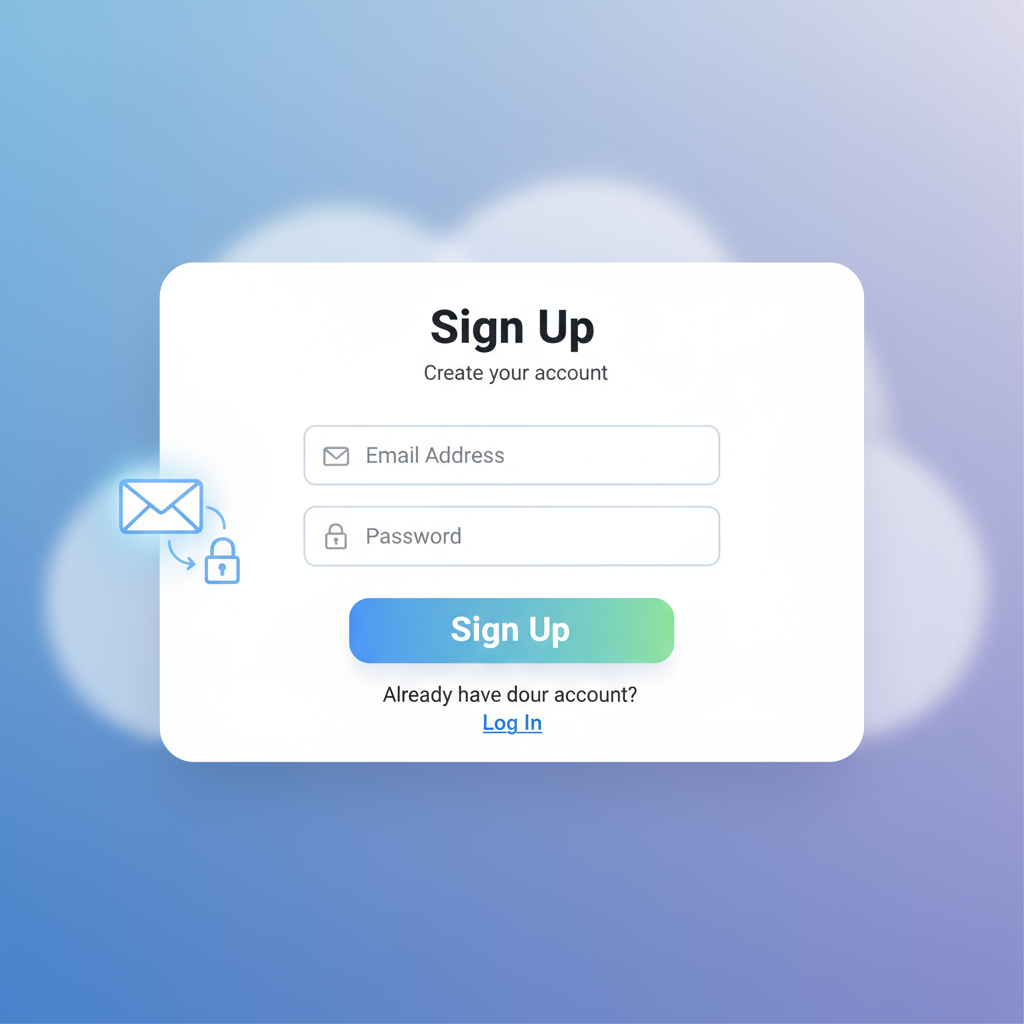 Sign Up
Create your account
Email Address
Password
Sign Up
Already have dour account?
Log In